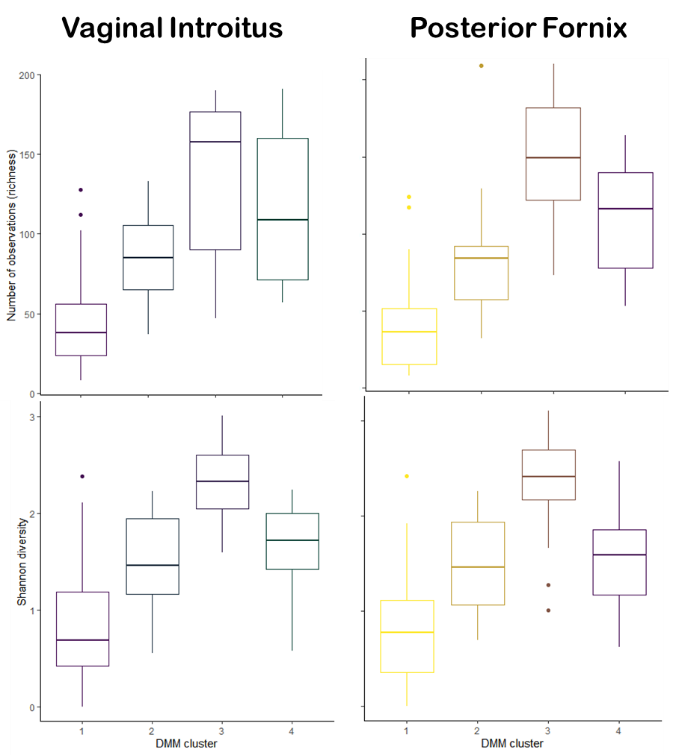 Vaginal Introitus
Posterior Fornix
Number of observations (richness)
200
150
100
50
0
Shannon diversity
3
2
1
0
1
2
3
4
DMM cluster
1
2
3
4
DMM cluster